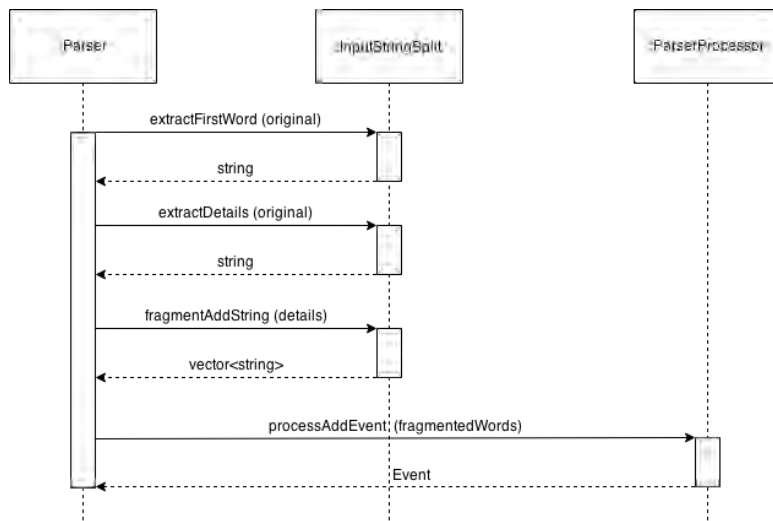 :Parser
:InputStringSplit
:ParserProcessor
extractFirstWord (original)
string
extractDetails (original)
string
fragmentAddString (details)
vector<string>
processAddEvent (fragmentedWords)
Event